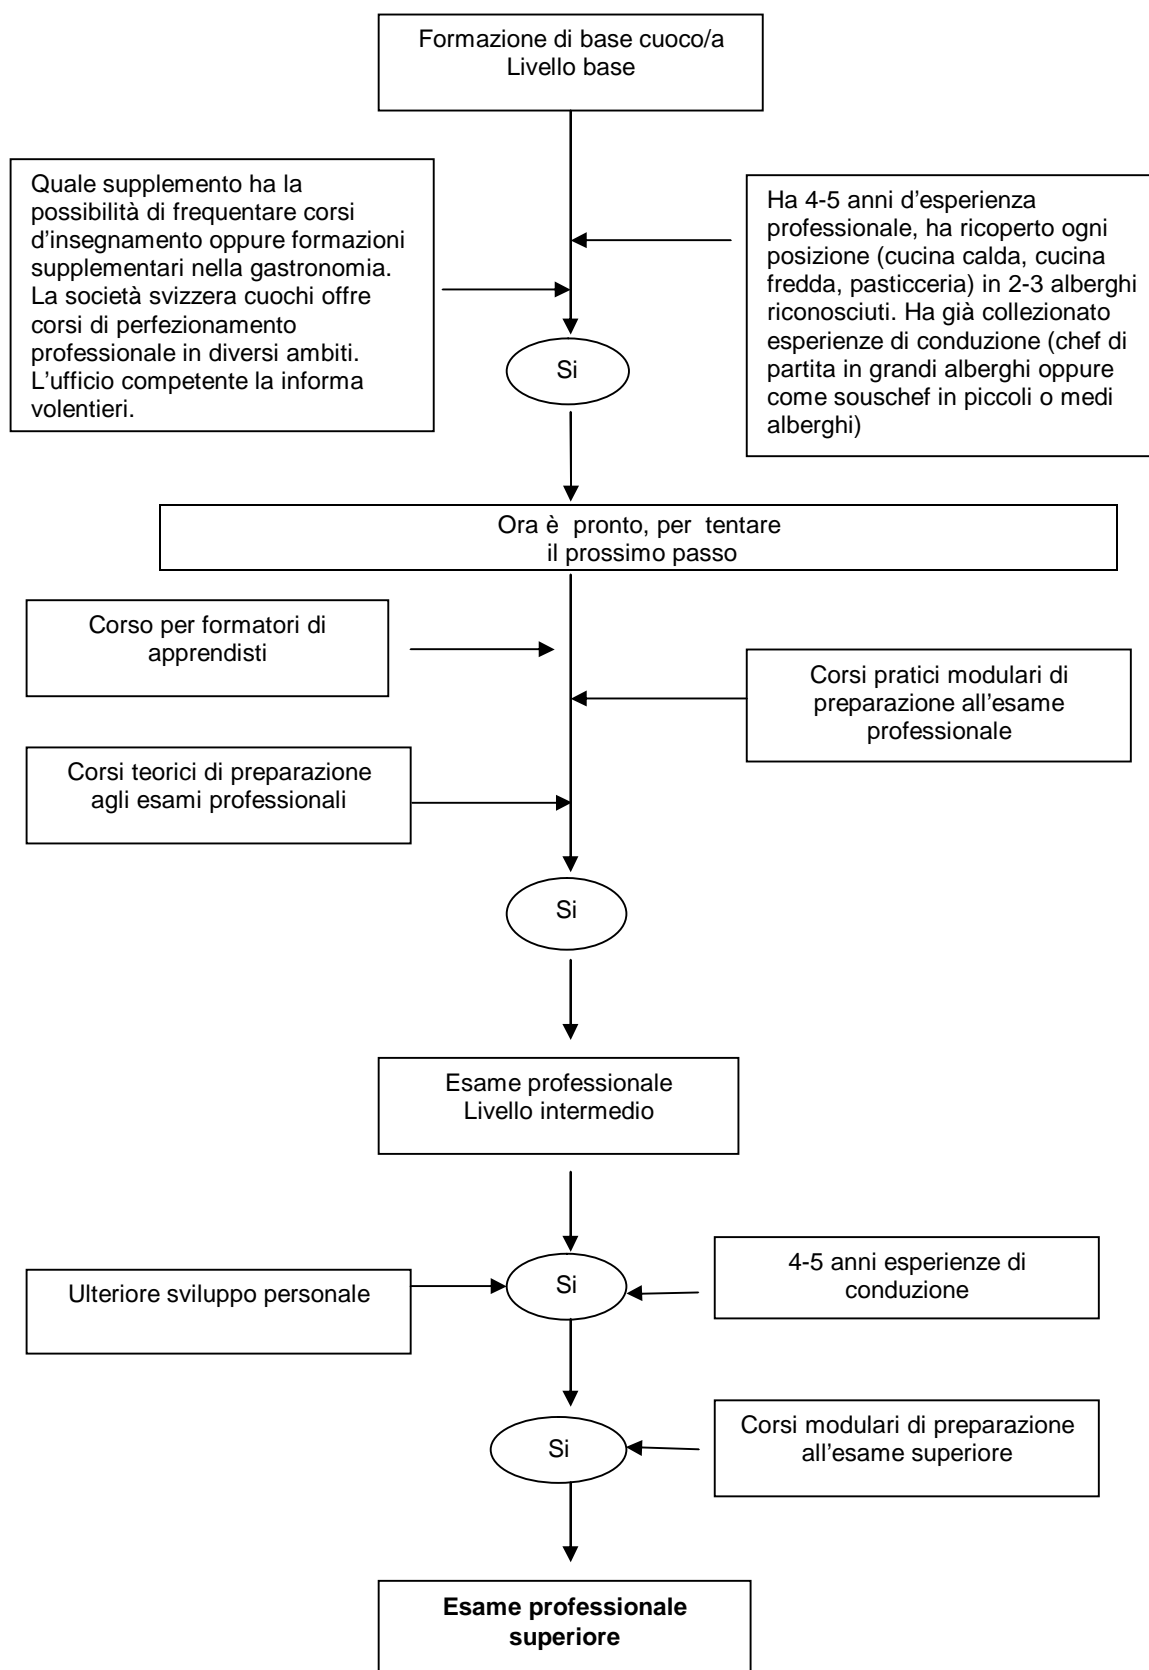 Formazione di base cuoco/a
Livello base
Quale supplemento ha la
possibilità di frequentare corsi
d'insegnamento oppure formazioni
supplementari nella gastronomia.
La società svizzera cuochi offre
corsi di perfezionamento
professionale in diversi ambiti.
L'ufficio competente la informa
volentieri.
Ha 4-5 anni d'esperienza
professionale, ha ricoperto ogni
posizione (cucina calda, cucina
fredda, pasticceria) in 2-3 alberghi
riconosciuti. Ha già collezionato
esperienze di conduzione (chef di
partita in grandi alberghi oppure
come souschef in piccoli o medi
alberghi)
Si
Ora è pronto, per tentare
il prossimo passo
Corso per formatori di
apprendisti
Corsi pratici modulari di
preparazione all'esame
professionale
Corsi teorici di preparazione
agli esami professionali
Si
Esame professionale
Livello intermedio
Ulteriore sviluppo personale
Si
4-5 anni esperienze di
conduzione
Si
Corsi modulari di preparazione
all'esame superiore
Esame professionale
superiore